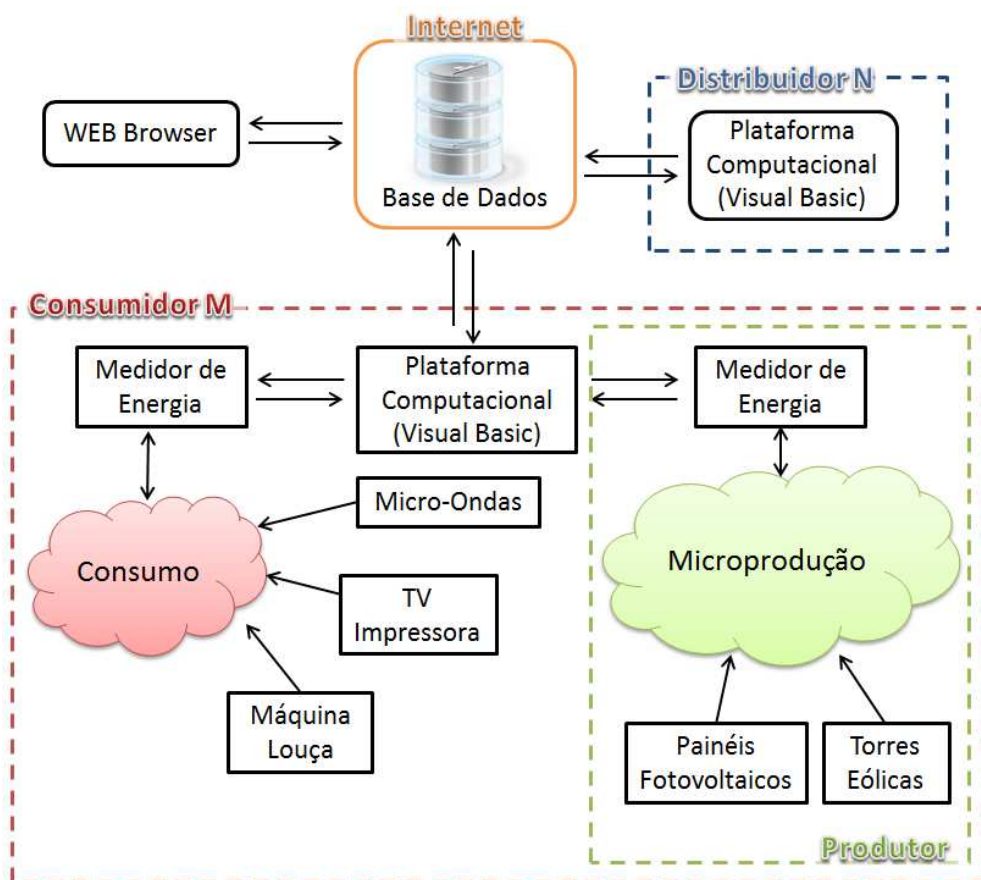 Internet
Distribuidor N
WEB Browser
Plataforma
Computacional
(Visual Basic)
Base de Dados
Consumidor M
Medidor de
Energia
Plataforma
Computacional
(Visual Basic)
Medidor de
Energia
Micro-Ondas
Consumo
Microprodução
TV
Impressora
Máquina
Louça
Painéis
Fotovoltaicos
Torres
Eólicas
Produtor